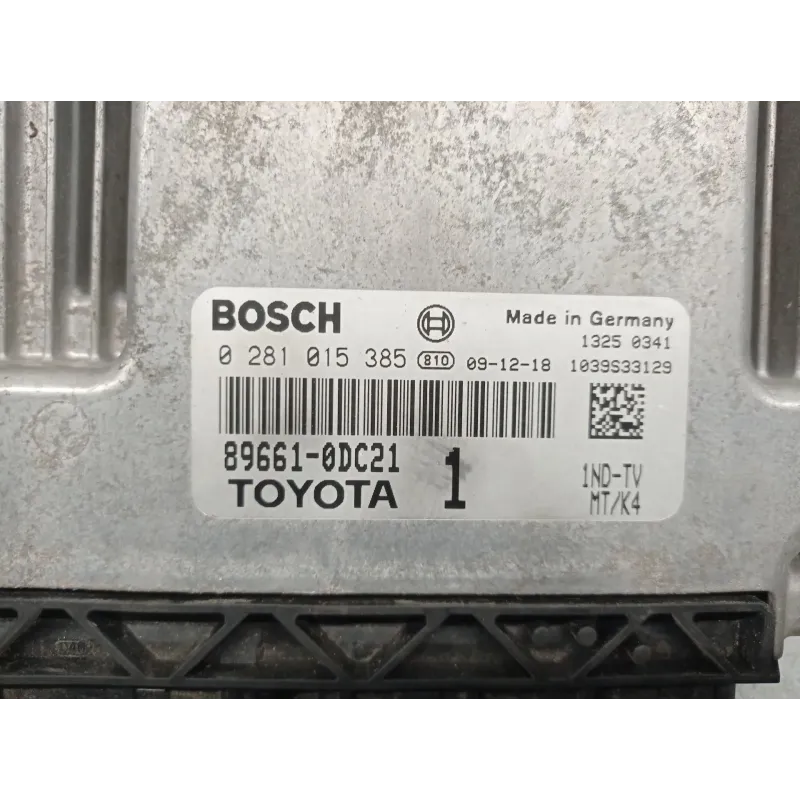 BOSCH
Made in Germany
1325 0341
0 281 015 385 810 09-12-18 1039S33129
89661-0DC21
TOYOTA
1
1ND-TV
MT/K4